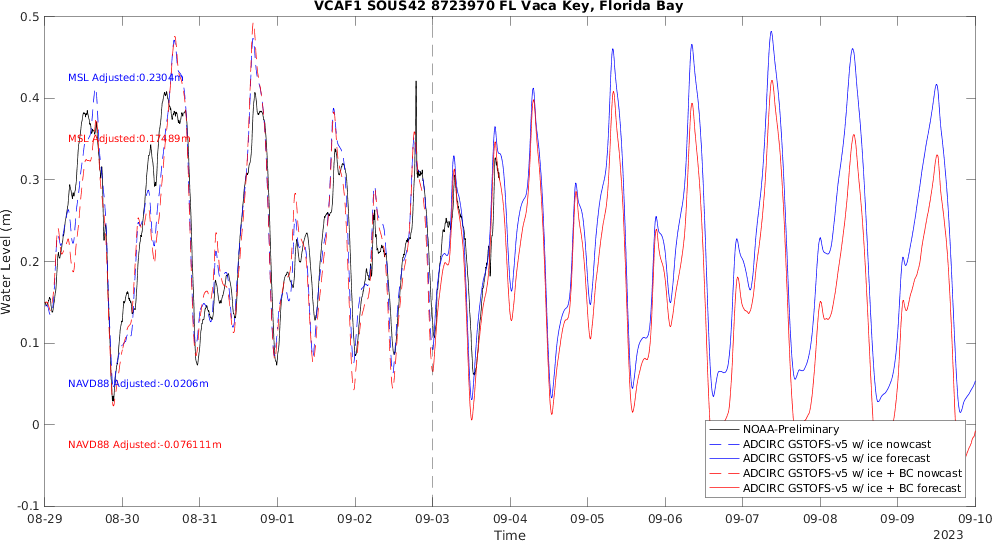 VCAF1 SOUS42 8723970 FL Vaca Key, Florida Bay
0.5
0.4
0.3
0.2
0.1
0
-0.1
Water Level (m)
MSL Adjusted:0.2304m
MSL Adjusted:0.17489m
NAVD88 Adjusted:-0.0206m
NAVD88 Adjusted:-0.076111m
NOAA-Preliminary
ADCIRC GSTOFS-v5 w/ ice nowcast
ADCIRC GSTOFS-v5 w/ ice forecast
ADCIRC GSTOFS-v5 w/ ice + BC nowcast
ADCIRC GSTOFS-v5 w/ ice + BC forecast
08-29 08-30 08-31 09-01 09-02 09-03 09-04 09-05 09-06 09-07 09-08 09-09 09-10
Time
2023